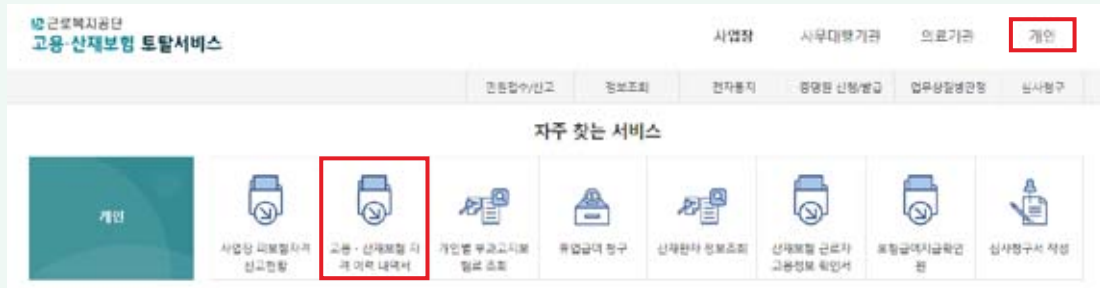 근로복지공단
고용·산재보험 토탈서비스
사업장 사무대행기관 의료기관 개인
민원접수/신고 정보조회 전자통지 증명원 신청/발급 업무상질병판정 심사청구
자주 찾는 서비스
개인
사업장 피보험자격
신고현황
고용·산재보험 자
격 이력 내역서
개인별 부과고지보
험료 조회
휴업급여 청구
산재환자 정보조회
산재보험 근로자
고용정보 확인서
보험급여지급확인
원
심사청구서 작성